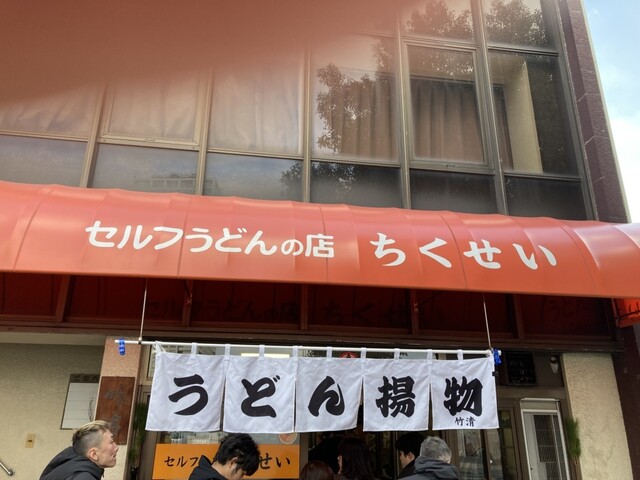 セルフうどんの店 ちくせい
うどん揚物
竹清
セルフ せい